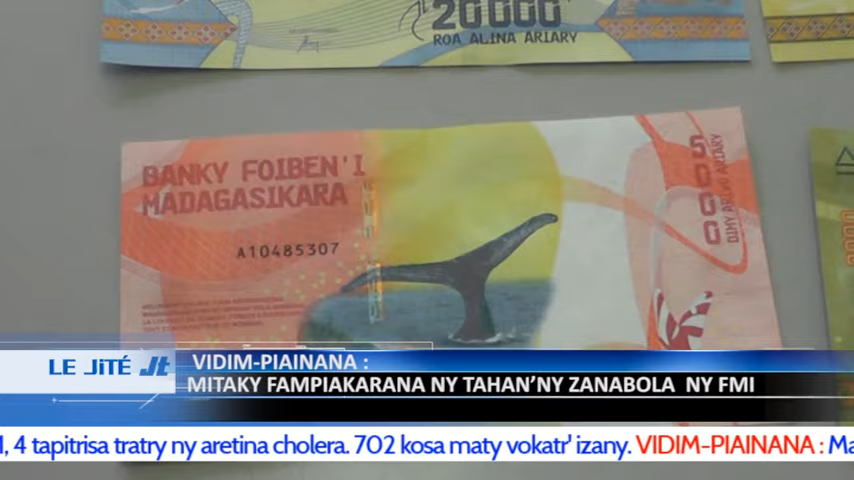 20000
ROA ALINA ARIARY
BANKY FOIBEN'I
MADAGASIKARA
A10485307
5000
DIMY ARIVO ARIARY
LE JiTÉ Jt
VIDIM-PIAINANA :
MITAKY FAMPIAKARANA NY TAHAN'NY ZANABOLA NY FMI
, 4 tapitrisa tratry ny aretina cholera. 702 kosa maty vokatr' izany. VIDIM-PIAINANA : Ma